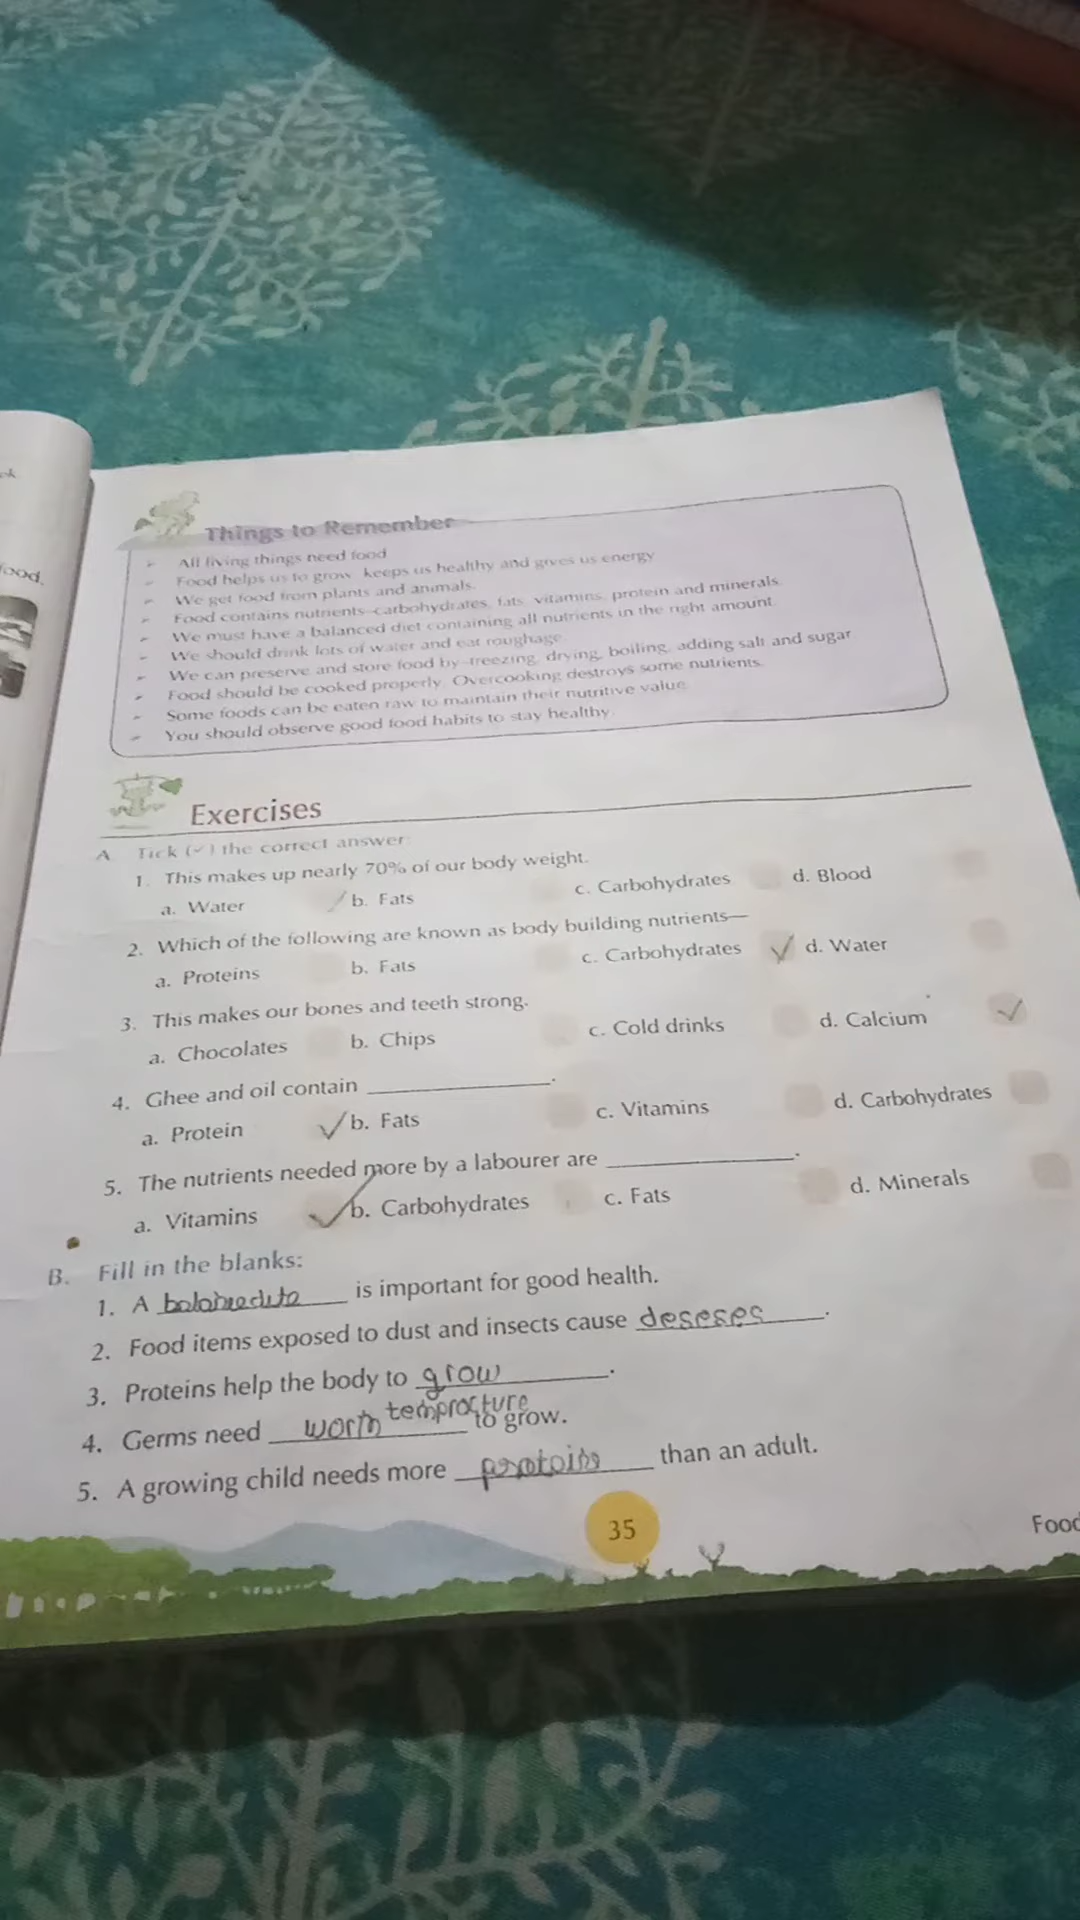 ok
food.
Things to Remember
All living things need food
Food helps us to grow, keeps us healthy and gives us energy
We get food from plants and animals.
Food contains nutrients-carbohydrates, fats, vitamins, protein and minerals.
We must have a balanced diet containing all nutrients in the right amount.
We should drink lots of water and eat roughage.
We can preserve and store food by-freezing, drying, boiling, adding salt and sugar
Food should be cooked properly. Overcooking destroys some nutrients.
Some foods can be eaten raw to maintain their nutritive value.
You should observe good food habits to stay healthy.
Exercises
A. Tick (✓) the correct answer:
1. This makes up nearly 70% of our body weight.
a. Water ✓ b. Fats c. Carbohydrates d. Blood
2. Which of the following are known as body building nutrients—
a. Proteins b. Fats c. Carbohydrates ✓ d. Water
3. This makes our bones and teeth strong.
a. Chocolates b. Chips c. Cold drinks d. Calcium ✓
4. Ghee and oil contain ____________.
a. Protein ✓ b. Fats c. Vitamins d. Carbohydrates
5. The nutrients needed more by a labourer are ____________.
a. Vitamins ✓ b. Carbohydrates c. Fats d. Minerals
B. Fill in the blanks:
1. A is important for good health.
2. Food items exposed to dust and insects cause deseses.
3. Proteins help the body to grow.
4. Germs need worm tempracture to grow.
5. A growing child needs more protoins than an adult.
35
Food